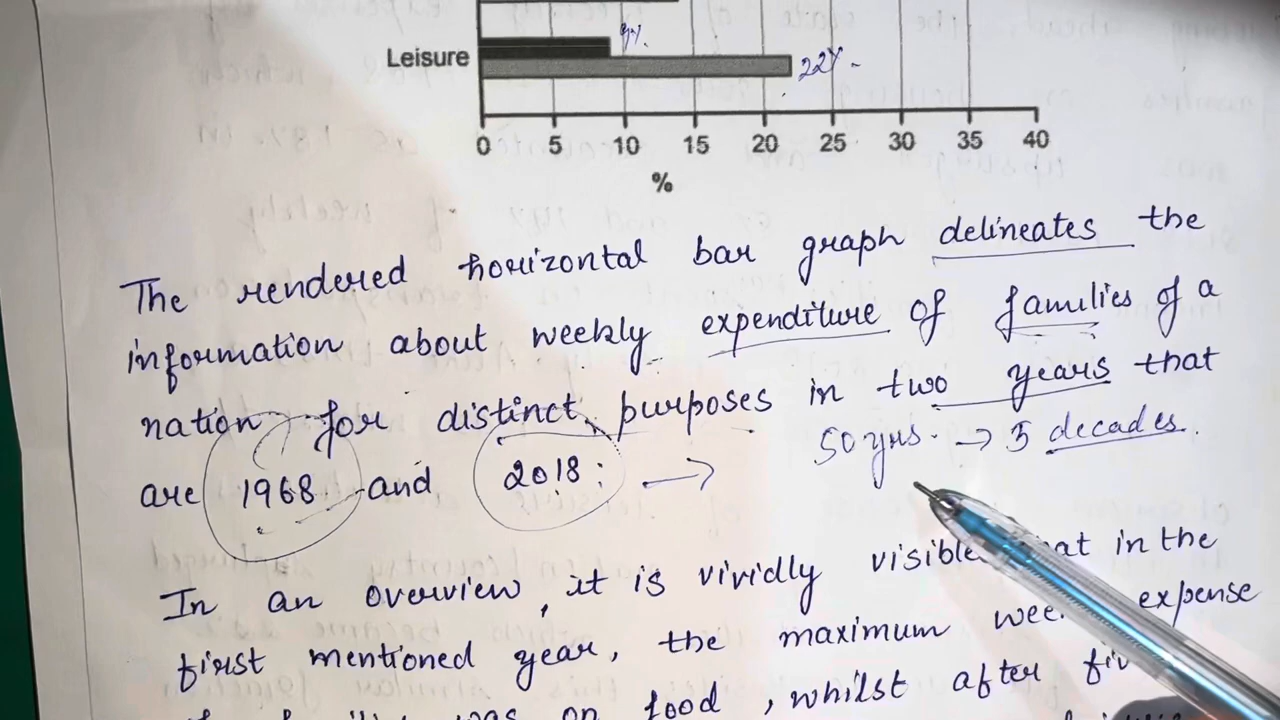 9%
Leisure
22%
0 5 10 15 20 25 30 35 40
%
The rendered horizontal bar graph delineates the
information about weekly expenditure of families of a
nation for distinct purposes in two years that
50 yrs. → 5 decades.
are 1968 and 2018: →
In an overview, it is vividly visible that in the
first mentioned year, the maximum expense
was on food, whilst after